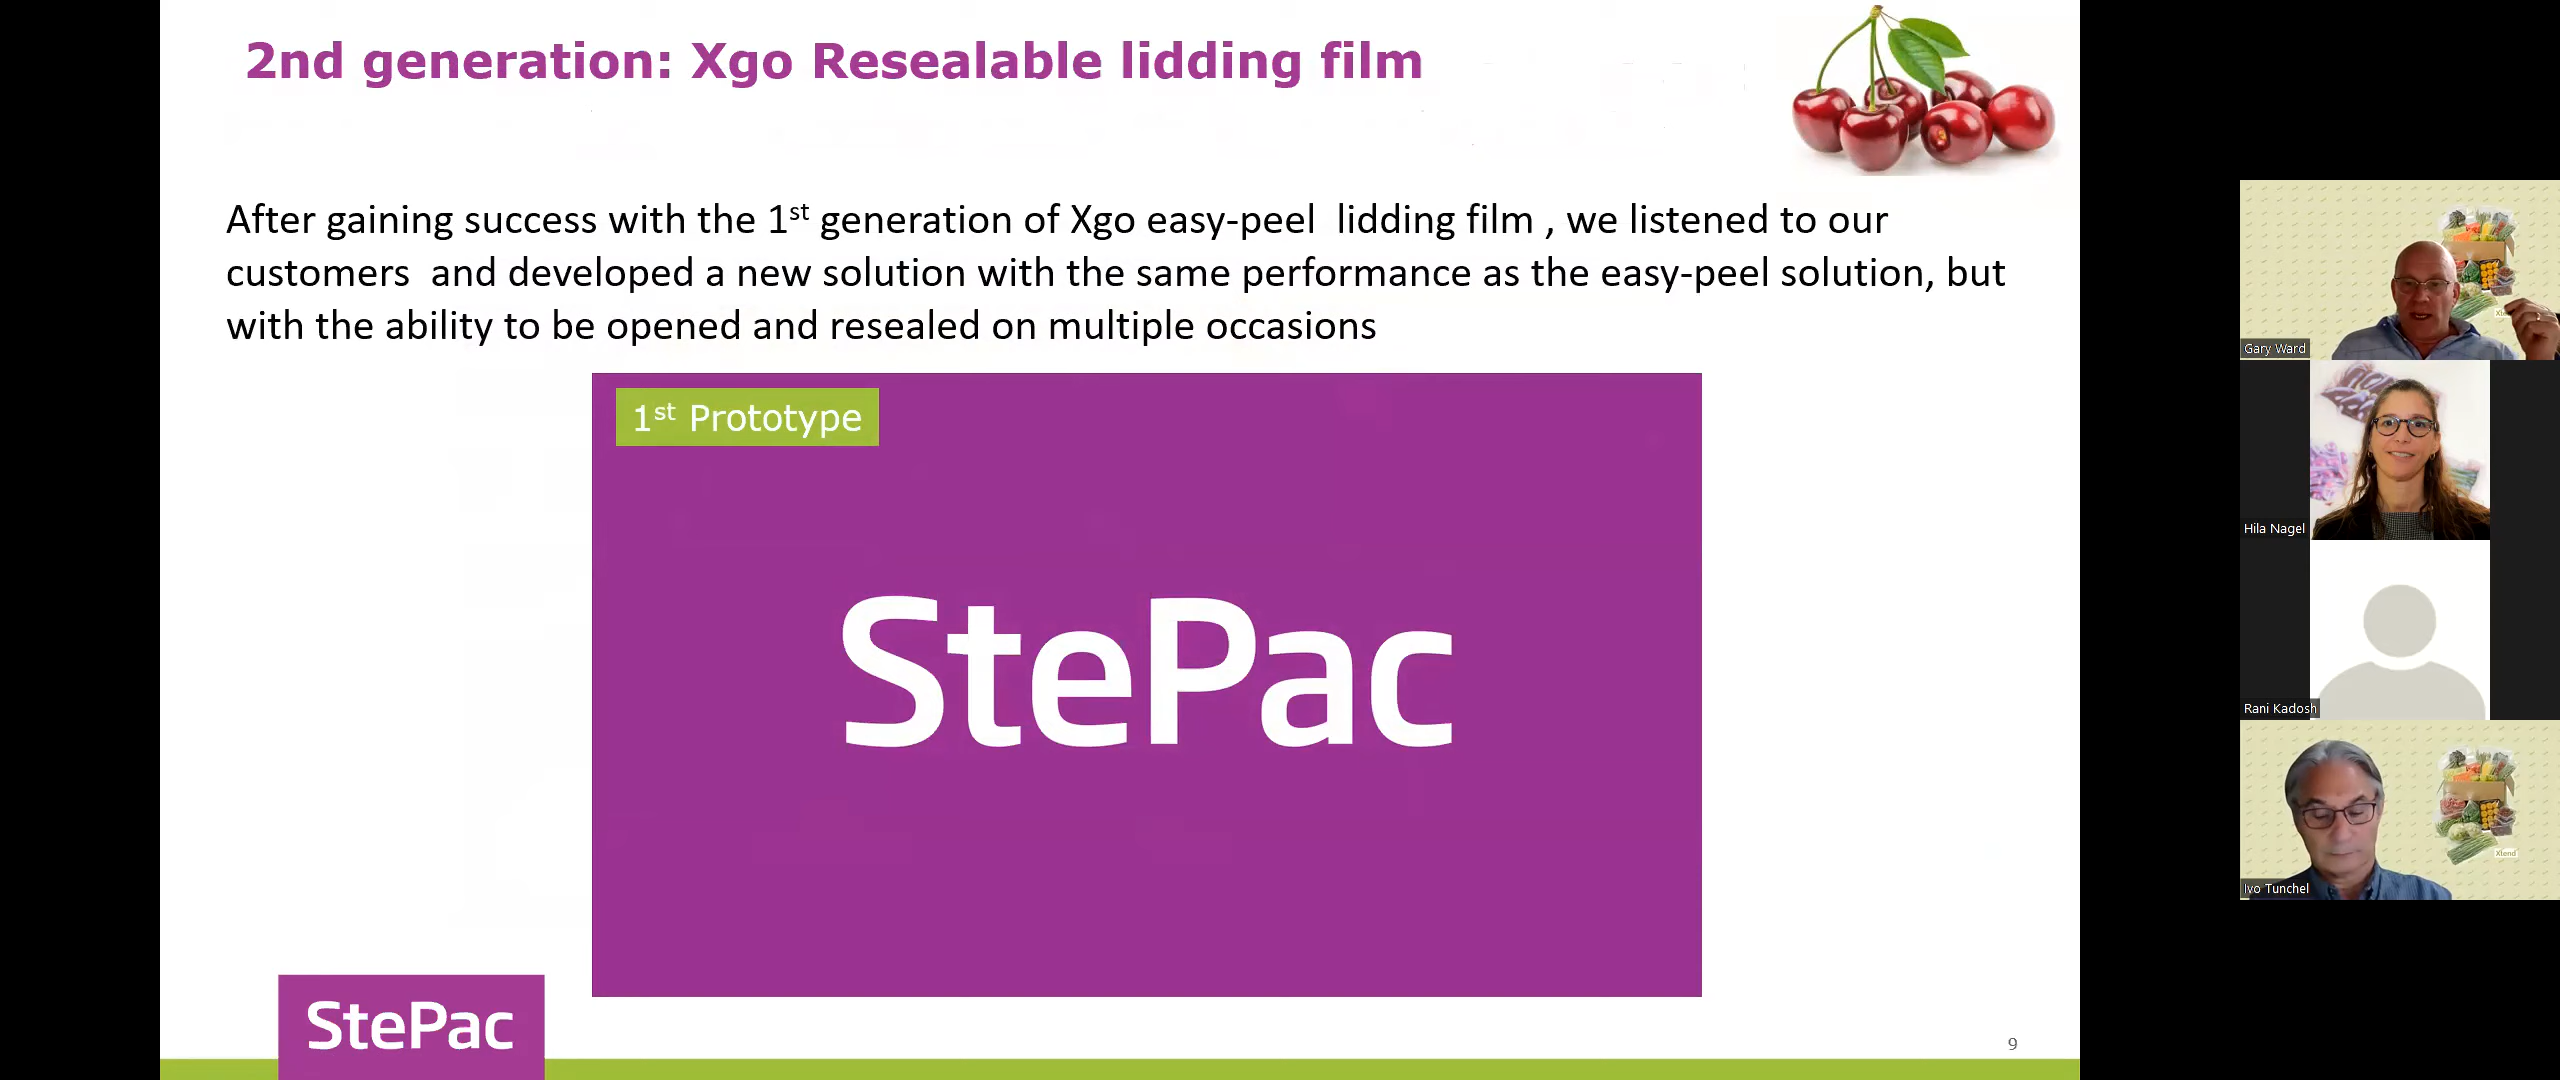 2nd generation: Xgo Resealable lidding film
After gaining success with the 1st generation of Xgo easy-peel  lidding film , we listened to our
customers  and developed a new solution with the same performance as the easy-peel solution, but
with the ability to be opened and resealed on multiple occasions
1st Prototype
StePac
StePac
9
Gary Ward
Hila Nagel
Rani Kadosh
Ivo Tunchel
Xtend